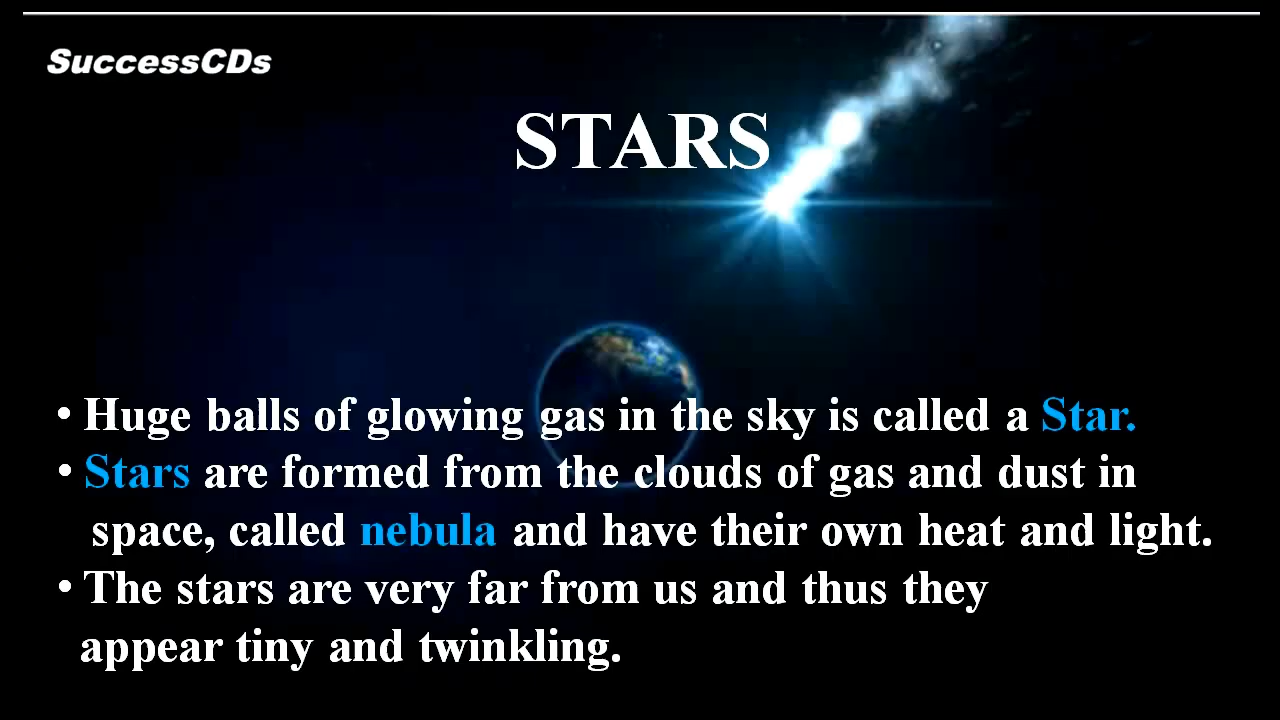 SuccessCDs
STARS
• Huge balls of glowing gas in the sky is called a Star.
• Stars are formed from the clouds of gas and dust in
space, called nebula and have their own heat and light.
• The stars are very far from us and thus they
appear tiny and twinkling.